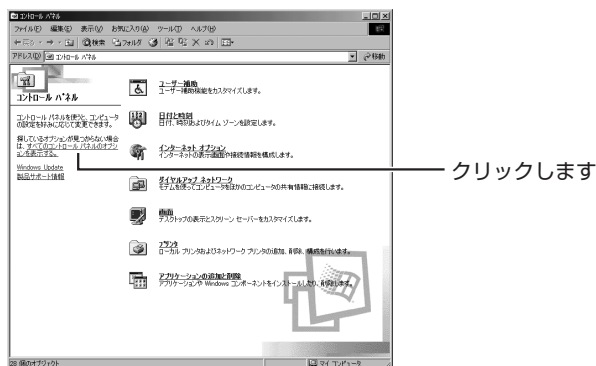 コントロール パネル
ファイル(F) 編集(E) 表示(V) お気に入り(A) ツール(T) ヘルプ(H)
戻る 検索 フォルダ
アドレス(D) コントロール パネル 移動
コントロール パネル
コントロール パネルを使うと、コンピュータ
の設定を好みに応じて変更できます。
探しているオプションが見つからない場合
は、すべてのコントロール パネルのオプシ
ョンを表示する。
Windows Update
製品サポート情報
ユーザー補助
ユーザー補助機能をカスタマイズします。
日付と時刻
日付、時刻およびタイム ゾーンを設定します。
インターネット オプション
インターネットの表示画面や接続情報を構成します。
ダイヤルアップ ネットワーク
モデムを使ってコンピュータをほかのコンピュータの共有情報に接続します。
画面
デスクトップの表示とスクリーン セーバーをカスタマイズします。
プリンタ
ローカル プリンタおよびネットワーク プリンタの追加、削除、構成を行います。
アプリケーションの追加と削除
アプリケーションや Windows コンポーネントをインストールしたり、削除します。
クリックします
28 個のオブジェクト マイ コンピュータ